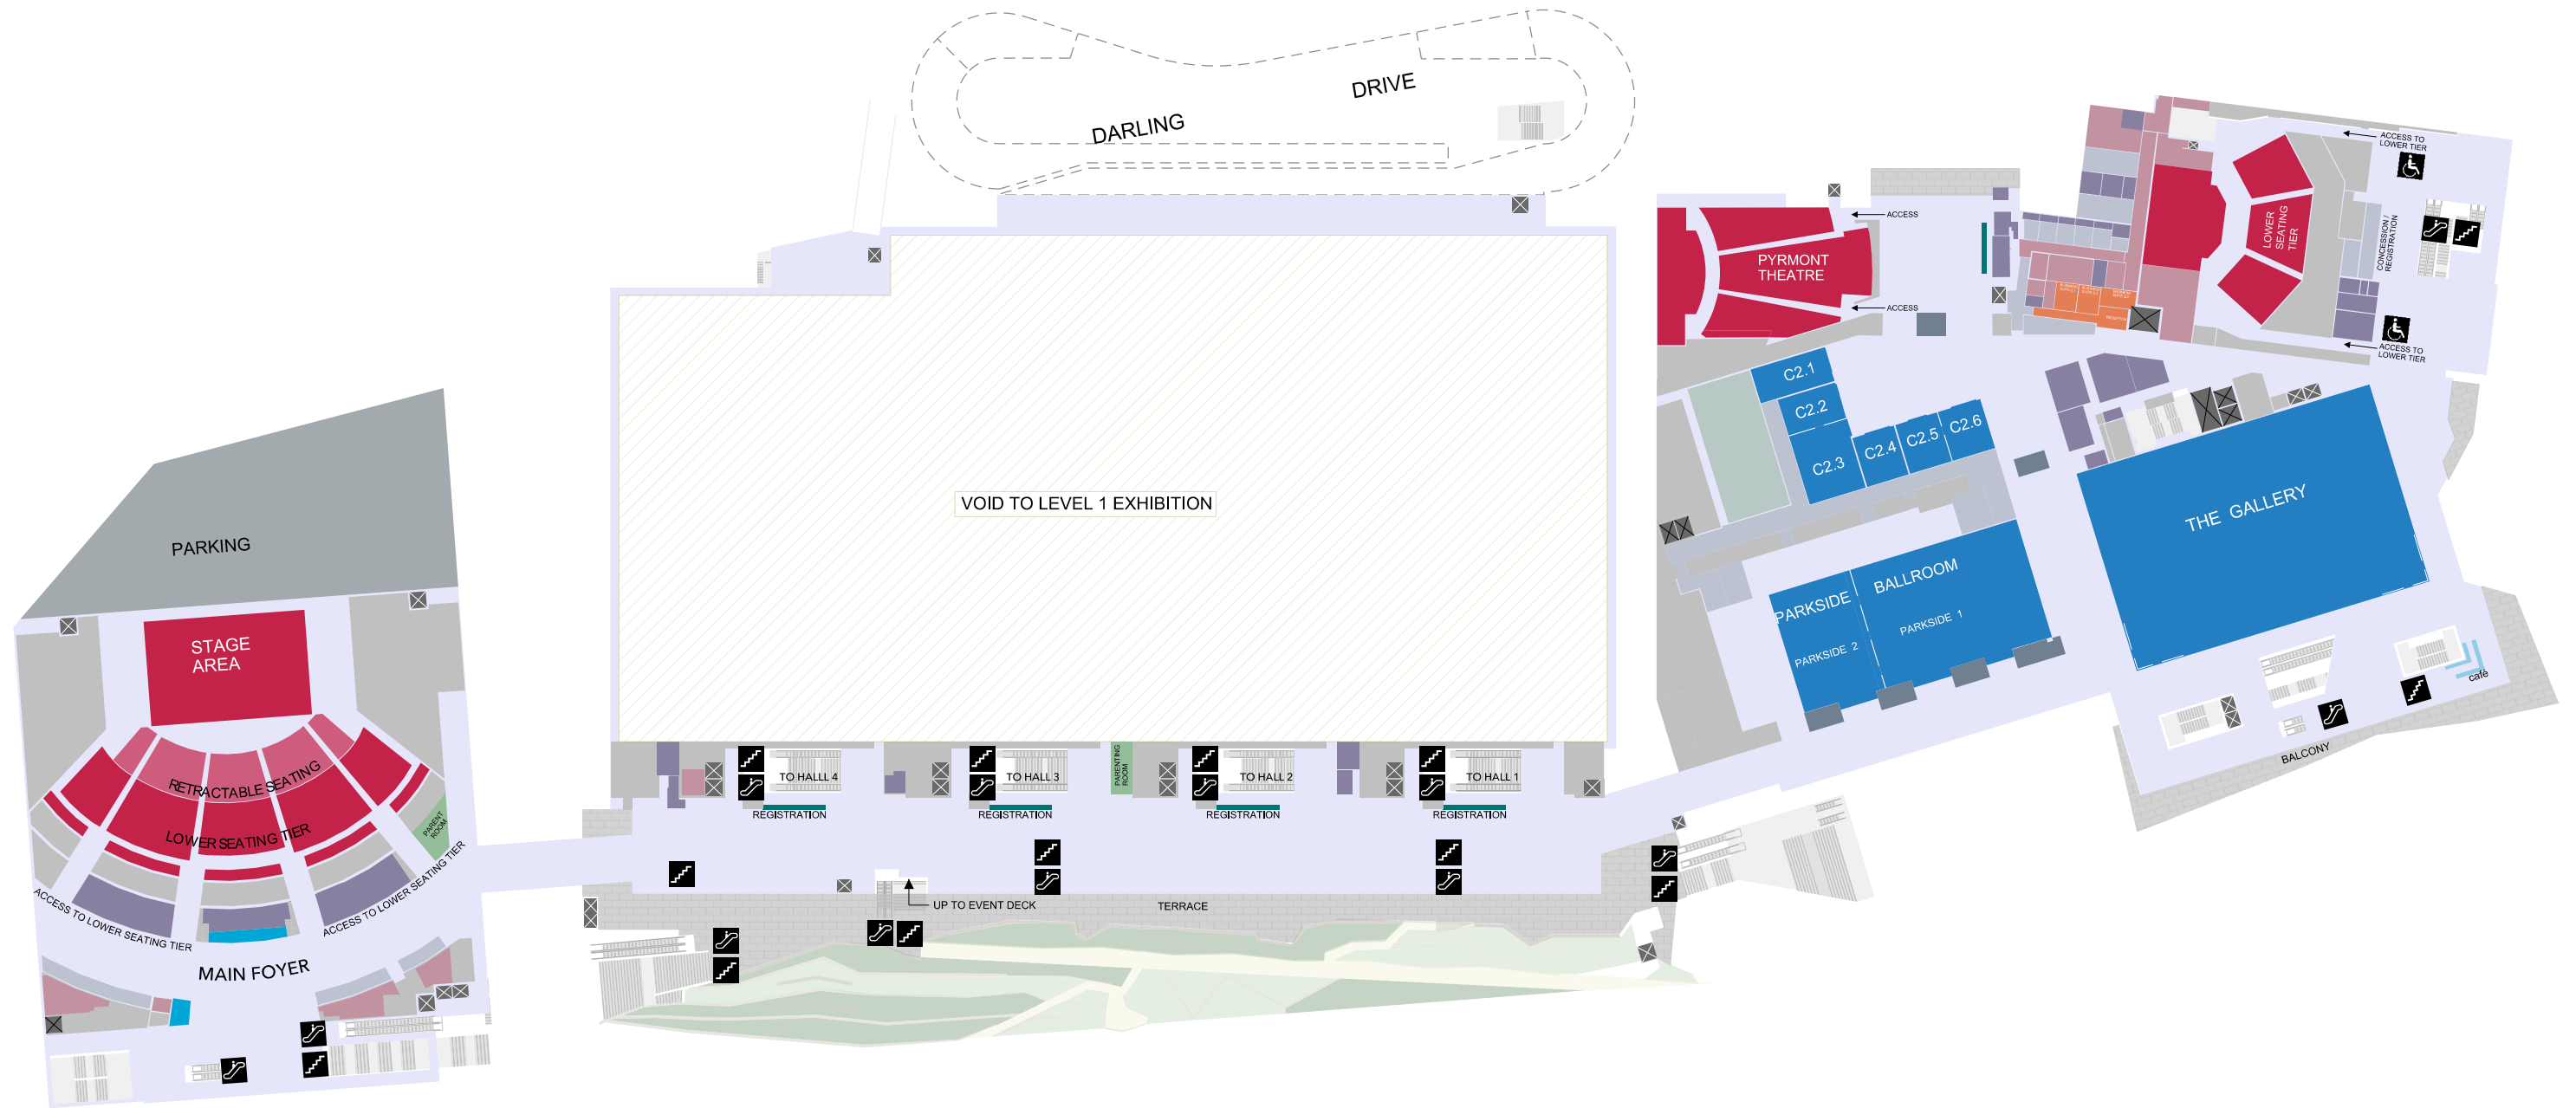 DARLING
DRIVE
VOID TO LEVEL 1 EXHIBITION
PARKING
STAGE
AREA
RETRACTABLE SEATING
LOWER SEATING TIER
PARENT
ROOM
ACCESS TO LOWER SEATING TIER
ACCESS TO LOWER SEATING TIER
MAIN FOYER
TO HALLL 4
REGISTRATION
TO HALL 3
REGISTRATION
PARENTING
ROOM
TO HALL 2
REGISTRATION
TO HALL 1
REGISTRATION
UP TO EVENT DECK
TERRACE
PYRMONT
THEATRE
ACCESS
ACCESS
C2.1
C2.2
C2.3
C2.4
C2.5
C2.6
PARKSIDE
BALLROOM
PARKSIDE 2
PARKSIDE 1
THE GALLERY
LOWER
SEATING
TIER
CONCESSION /
REGISTRATION
ACCESS TO
LOWER TIER
ACCESS TO
LOWER TIER
café
BALCONY